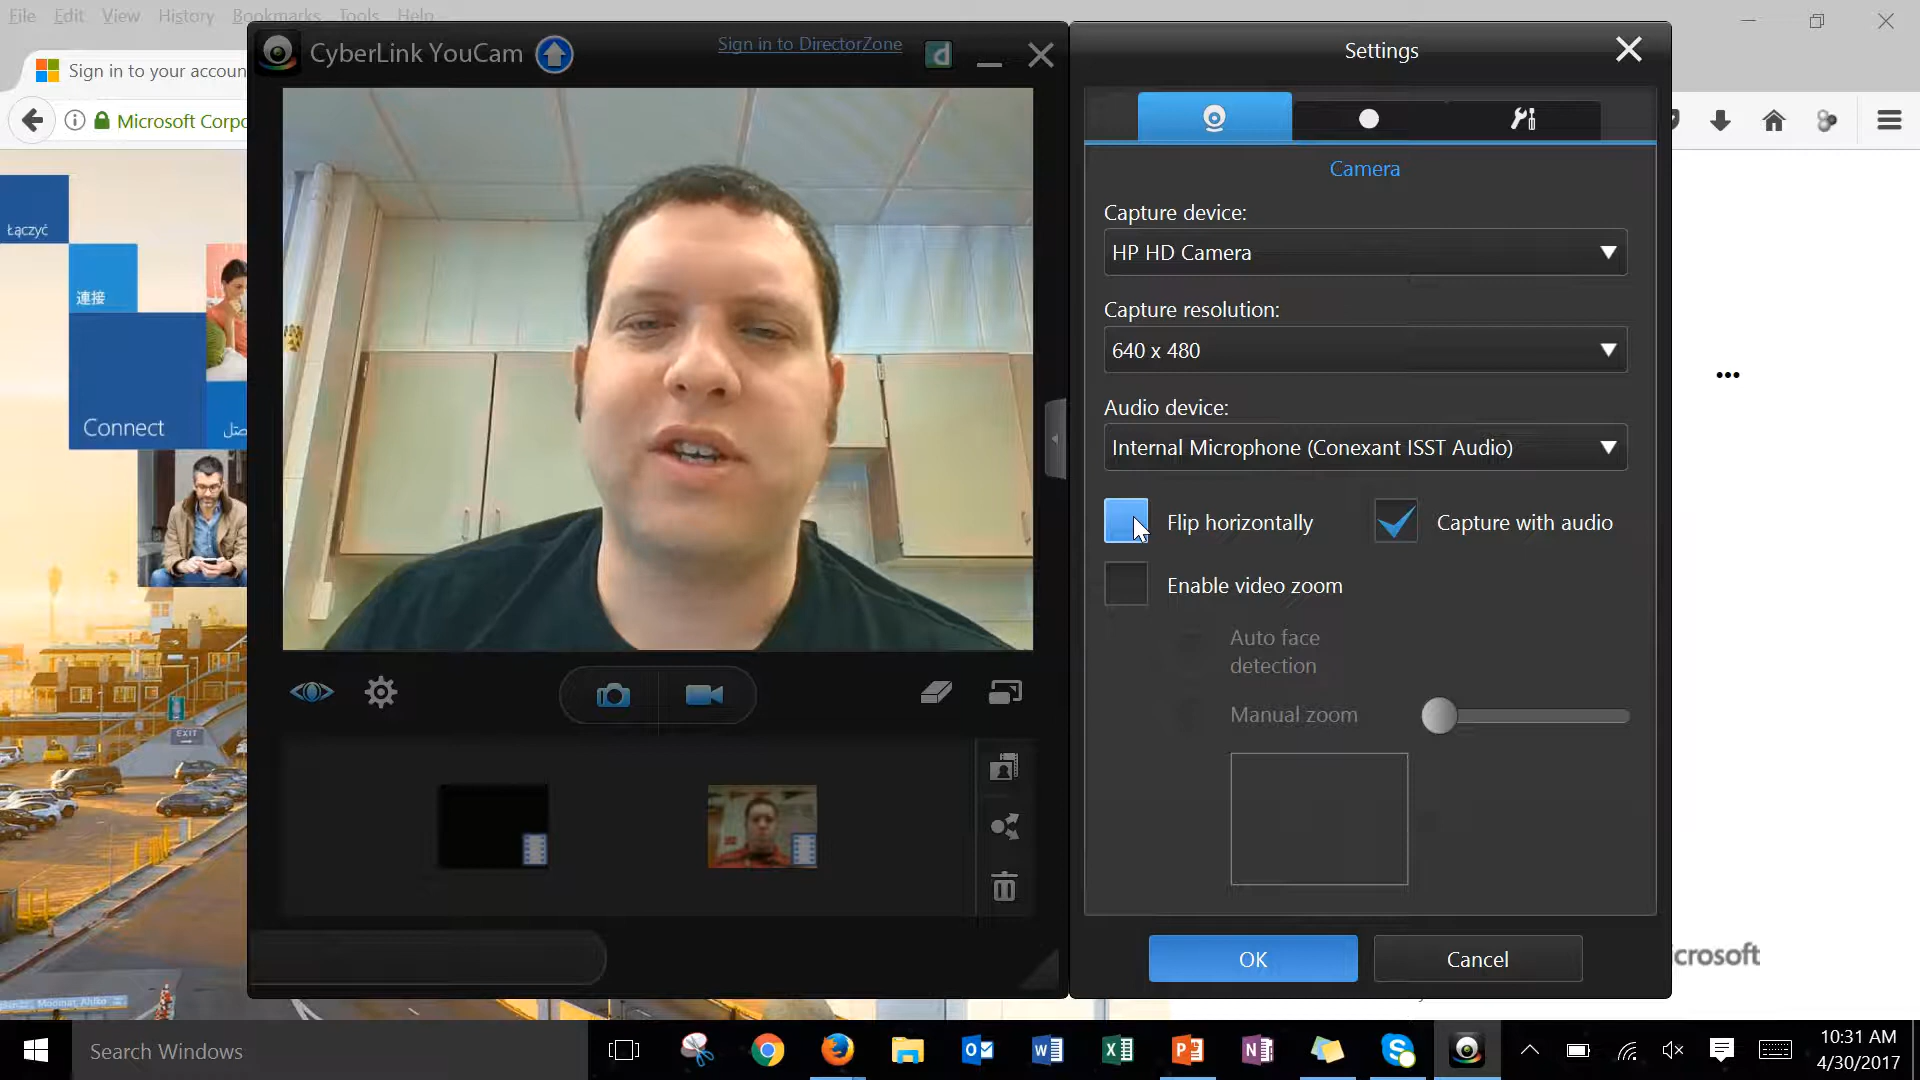 File Edit View History Bookmarks Tools Help
CyberLink YouCam
Sign in to DirectorZone
Settings
Sign in to your accoun
Microsoft Corpo
Camera
Capture device:
HP HD Camera
Capture resolution:
640 x 480
Audio device:
Internal Microphone (Conexant ISST Audio)
Flip horizontally
Capture with audio
Enable video zoom
Auto face
detection
Manual zoom
OK
Cancel
Łączyć
連接
Connect
EXIT
crosoft
Search Windows
10:31 AM
4/30/2017